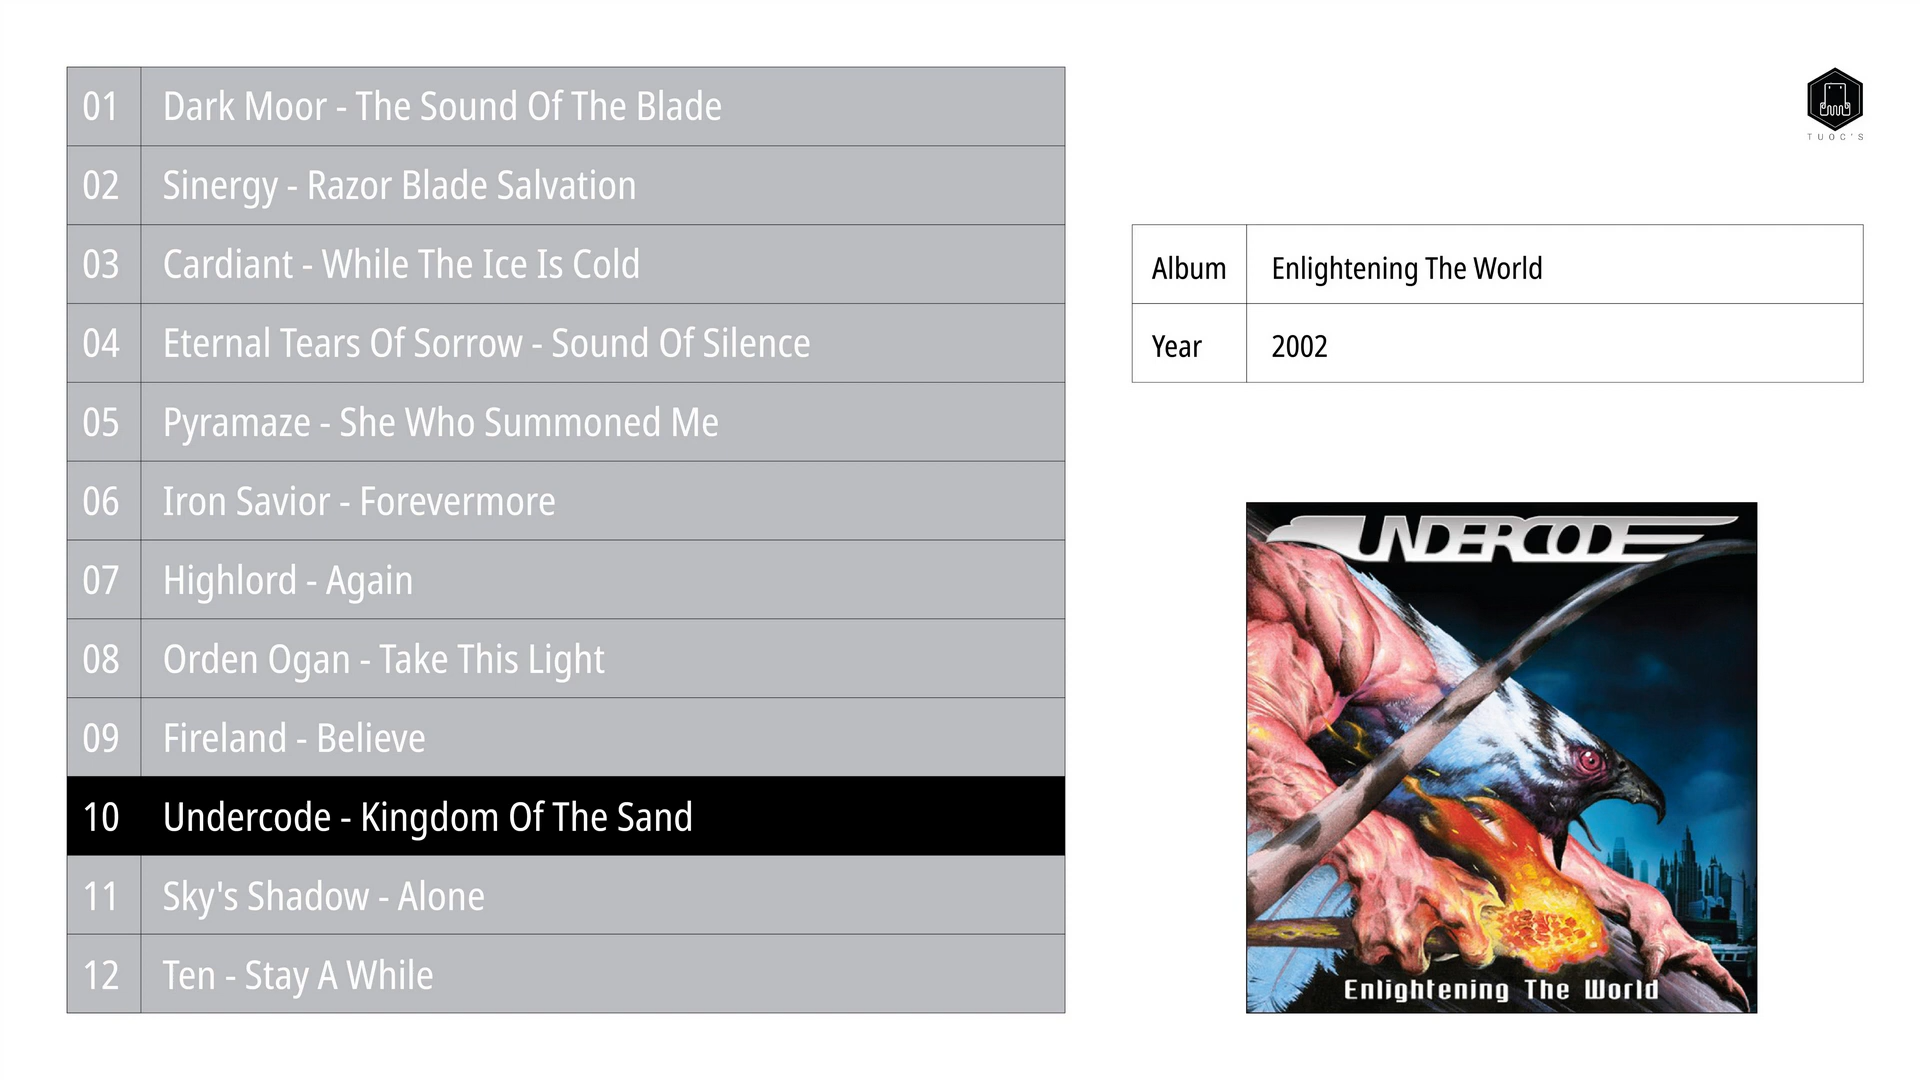 01 Dark Moor - The Sound Of The Blade
02 Sinergy - Razor Blade Salvation
03 Cardiant - While The Ice Is Cold
04 Eternal Tears Of Sorrow - Sound Of Silence
05 Pyramaze - She Who Summoned Me
06 Iron Savior - Forevermore
07 Highlord - Again
08 Orden Ogan - Take This Light
09 Fireland - Believe
10 Undercode - Kingdom Of The Sand
11 Sky's Shadow - Alone
12 Ten - Stay A While
TUOC'S
Album Enlightening The World
Year 2002
UNDERCODE
Enlightening The World